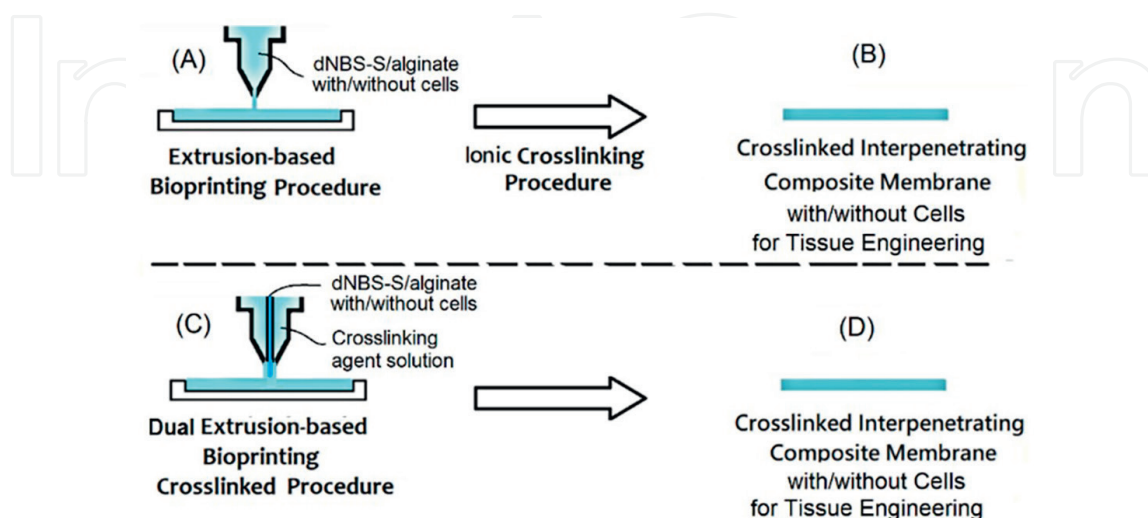 (A)
dNBS-S/alginate
with/without cells
Extrusion-based
Bioprinting Procedure
Ionic Crosslinking
Procedure
(B)
Crosslinked Interpenetrating
Composite Membrane
with/without Cells
for Tissue Engineering
(C)
dNBS-S/alginate
with/without cells
Crosslinking
agent solution
Dual Extrusion-based
Bioprinting
Crosslinked Procedure
(D)
Crosslinked Interpenetrating
Composite Membrane
with/without Cells
for Tissue Engineering